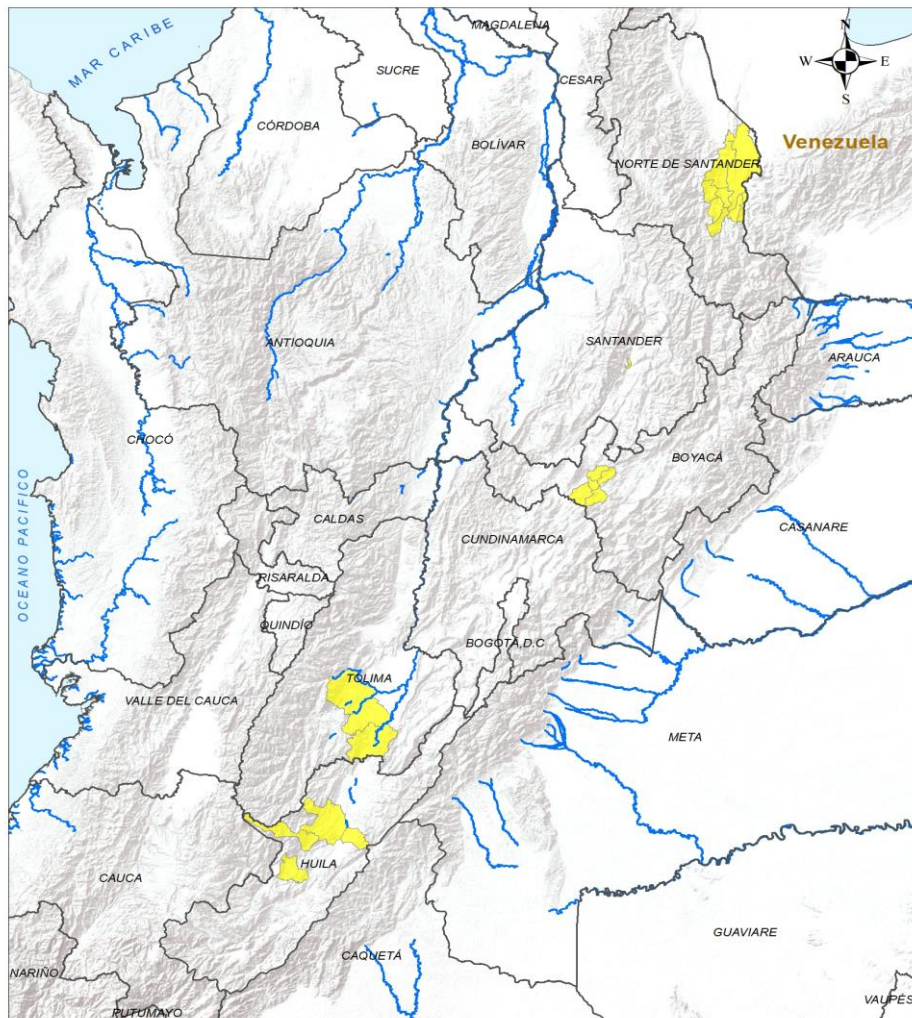 MAGDALENA
MAR CARIBE
N
W E
S
SUCRE
CESAR
CÓRDOBA
BOLÍVAR
Venezuela
NORTE DE SANTANDER
ANTIOQUIA
SANTANDER
ARAUCA
CHOCÓ
BOYACÁ
OCEANO PACIFICO
CALDAS
CASANARE
CUNDINAMARCA
RISARALDA
QUINDÍO
BOGOTÁ, D.C
TOLIMA
VALLE DEL CAUCA
META
HUILA
CAUCA
GUAVIARE
CAQUETÁ
NARIÑO
VAUPÉS
PUTUMAYO